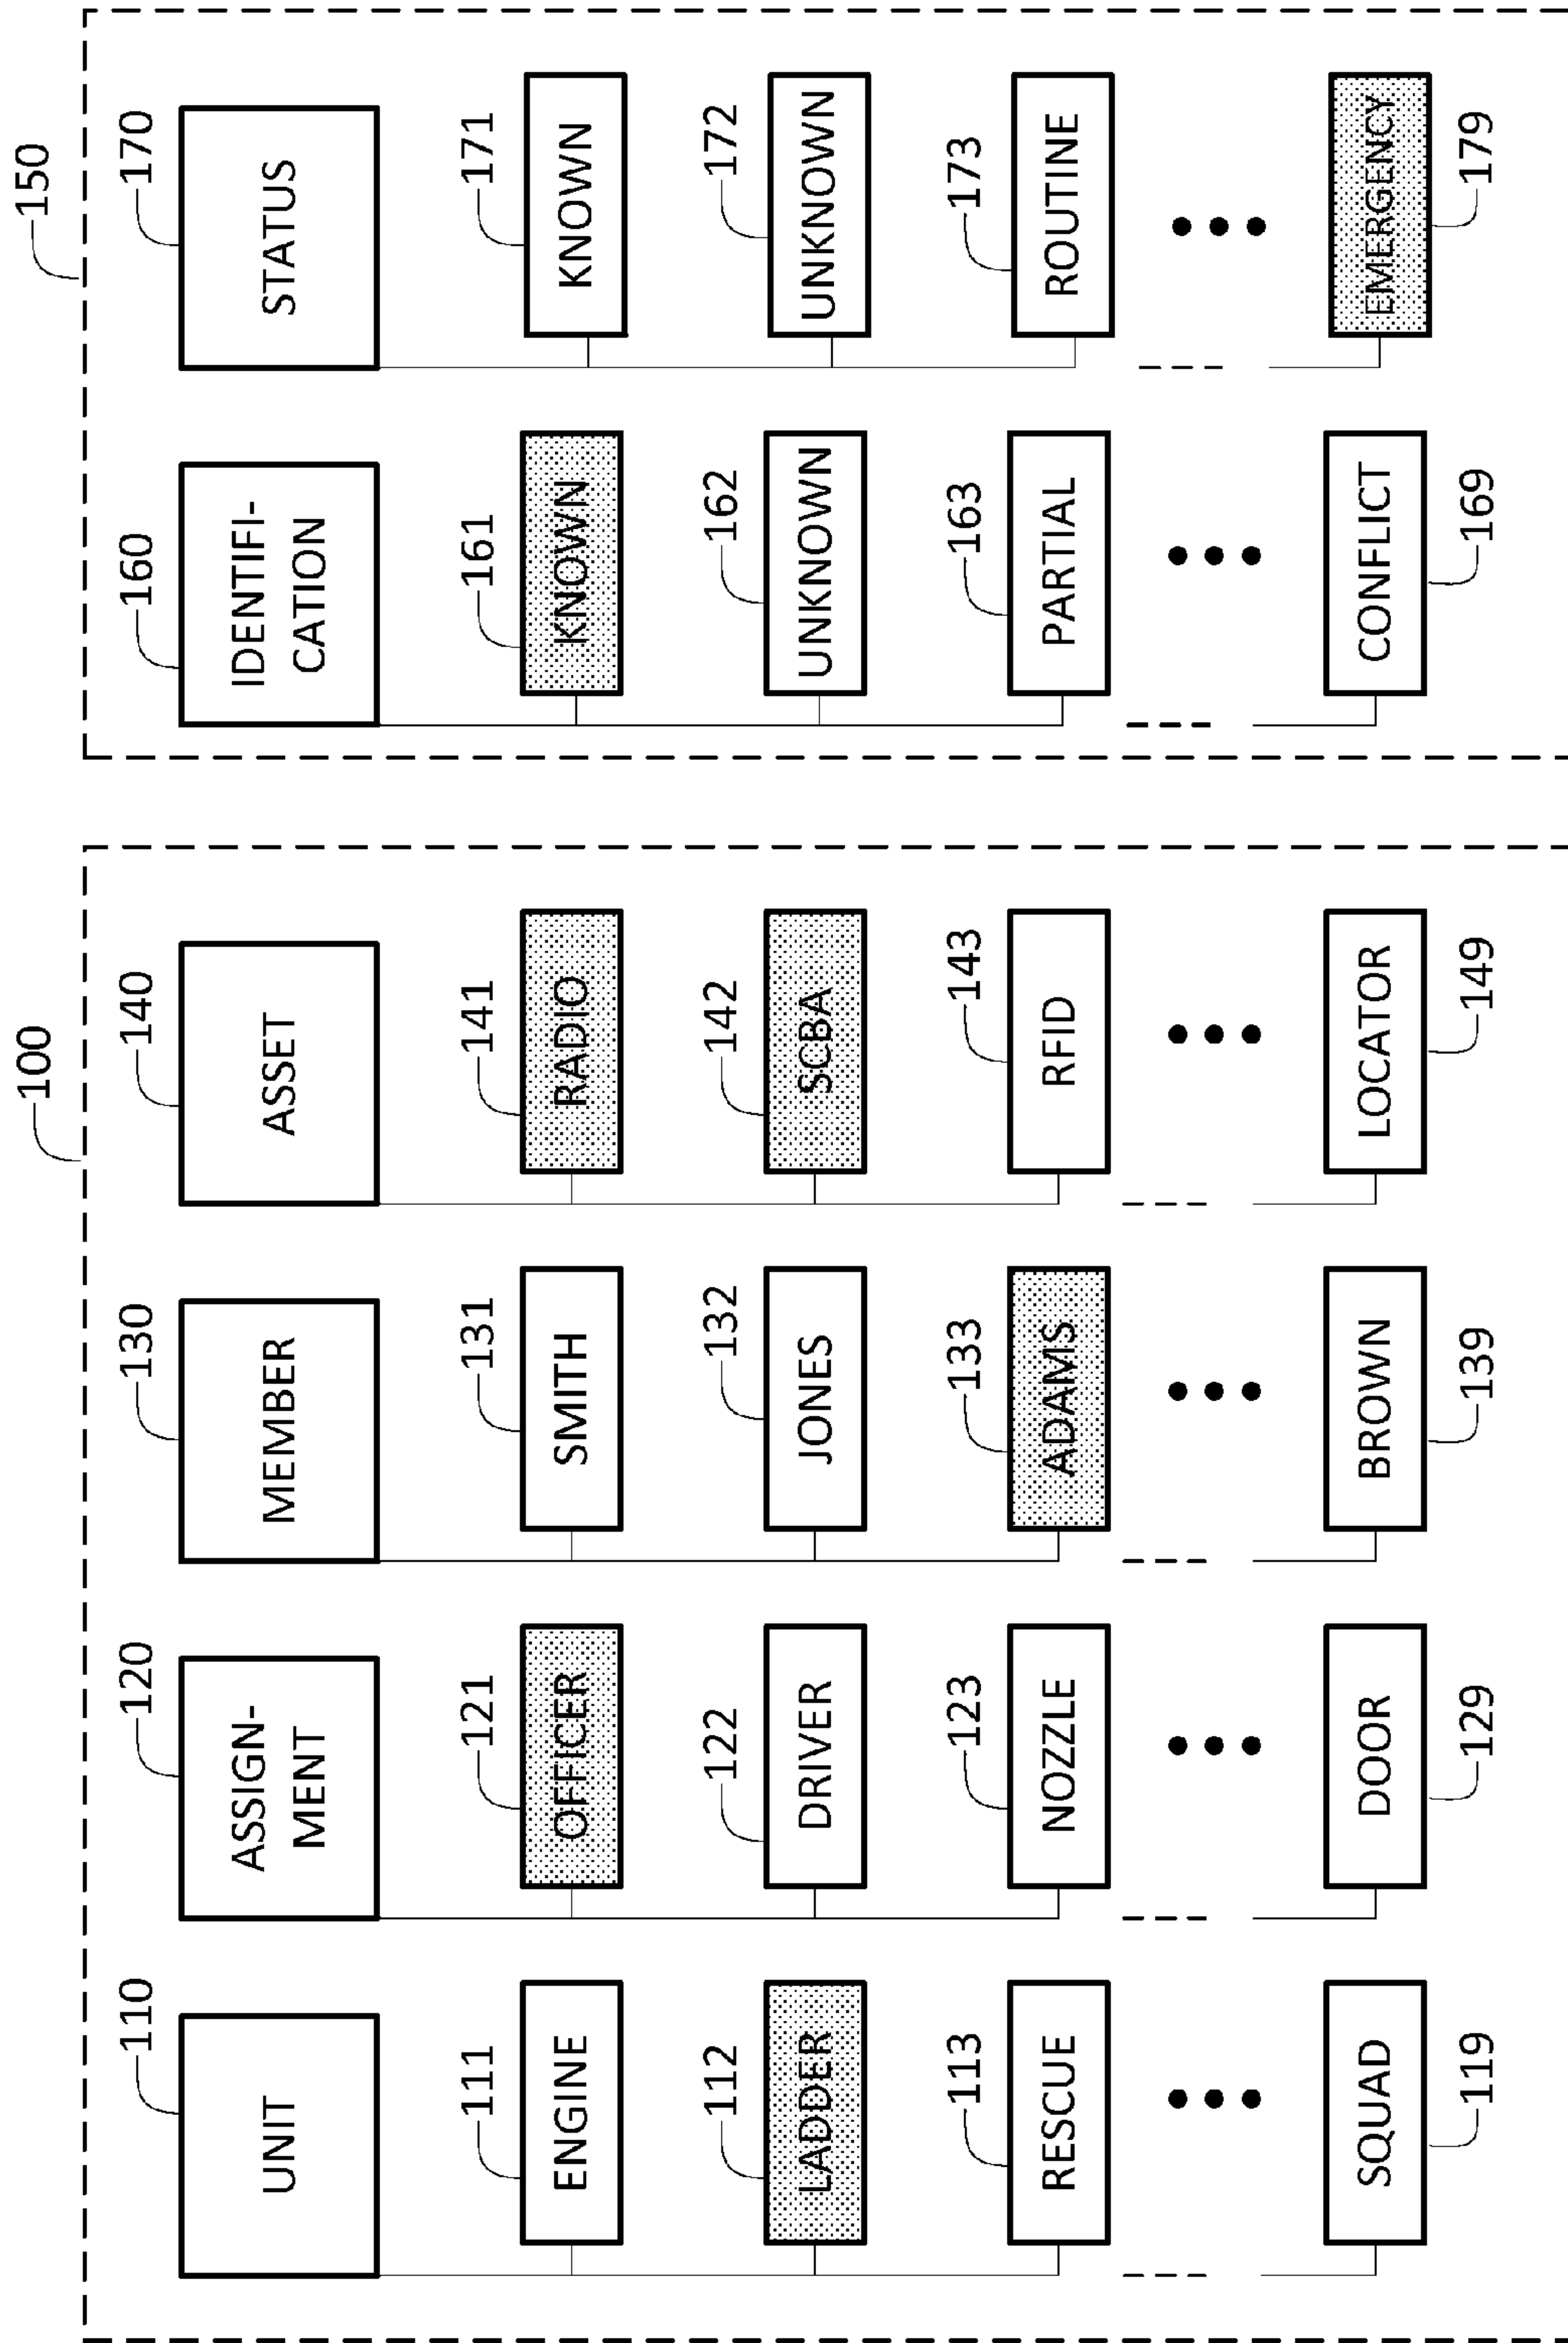 100
110
UNIT
111
ENGINE
112
LADDER
113
RESCUE
SQUAD
119
120
ASSIGN-
MENT
121
OFFICER
122
DRIVER
123
NOZZLE
DOOR
129
130
MEMBER
131
SMITH
132
JONES
133
ADAMS
BROWN
139
140
ASSET
141
RADIO
142
SCBA
143
RFID
LOCATOR
149
150
160
IDENTIFI-
CATION
161
KNOWN
162
UNKNOWN
163
PARTIAL
CONFLICT
169
170
STATUS
171
KNOWN
172
UNKNOWN
173
ROUTINE
EMERGENCY
179